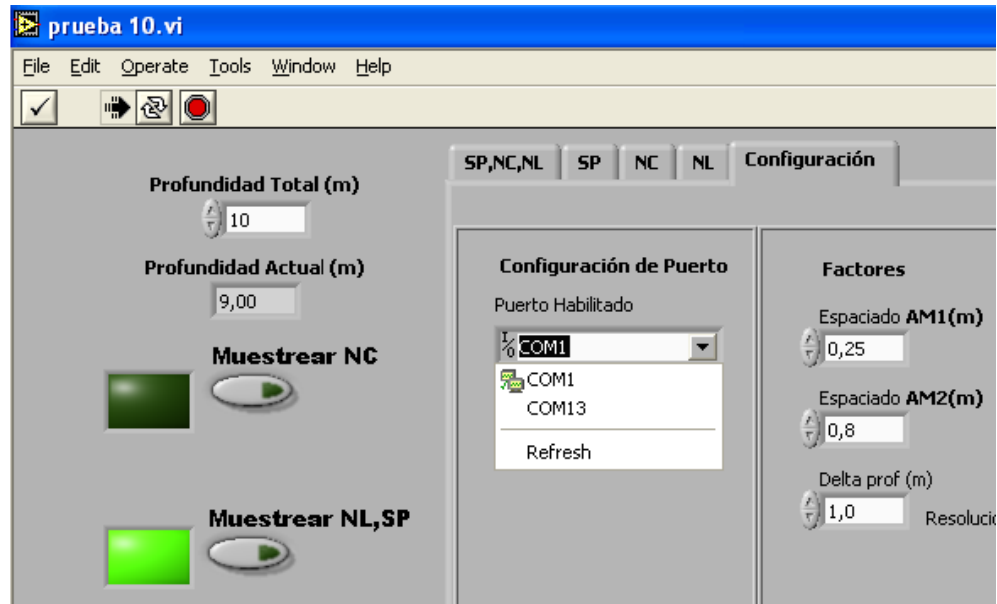 prueba 10.vi
File Edit Operate Tools Window Help
SP,NC,NL SP NC NL Configuración
Profundidad Total (m)
10
Profundidad Actual (m)
9,00
Muestrear NC
Muestrear NL,SP
Configuración de Puerto
Puerto Habilitado
I/O COM1
COM1
COM13
Refresh
Factores
Espaciado AM1(m)
0,25
Espaciado AM2(m)
0,8
Delta prof (m)
1,0